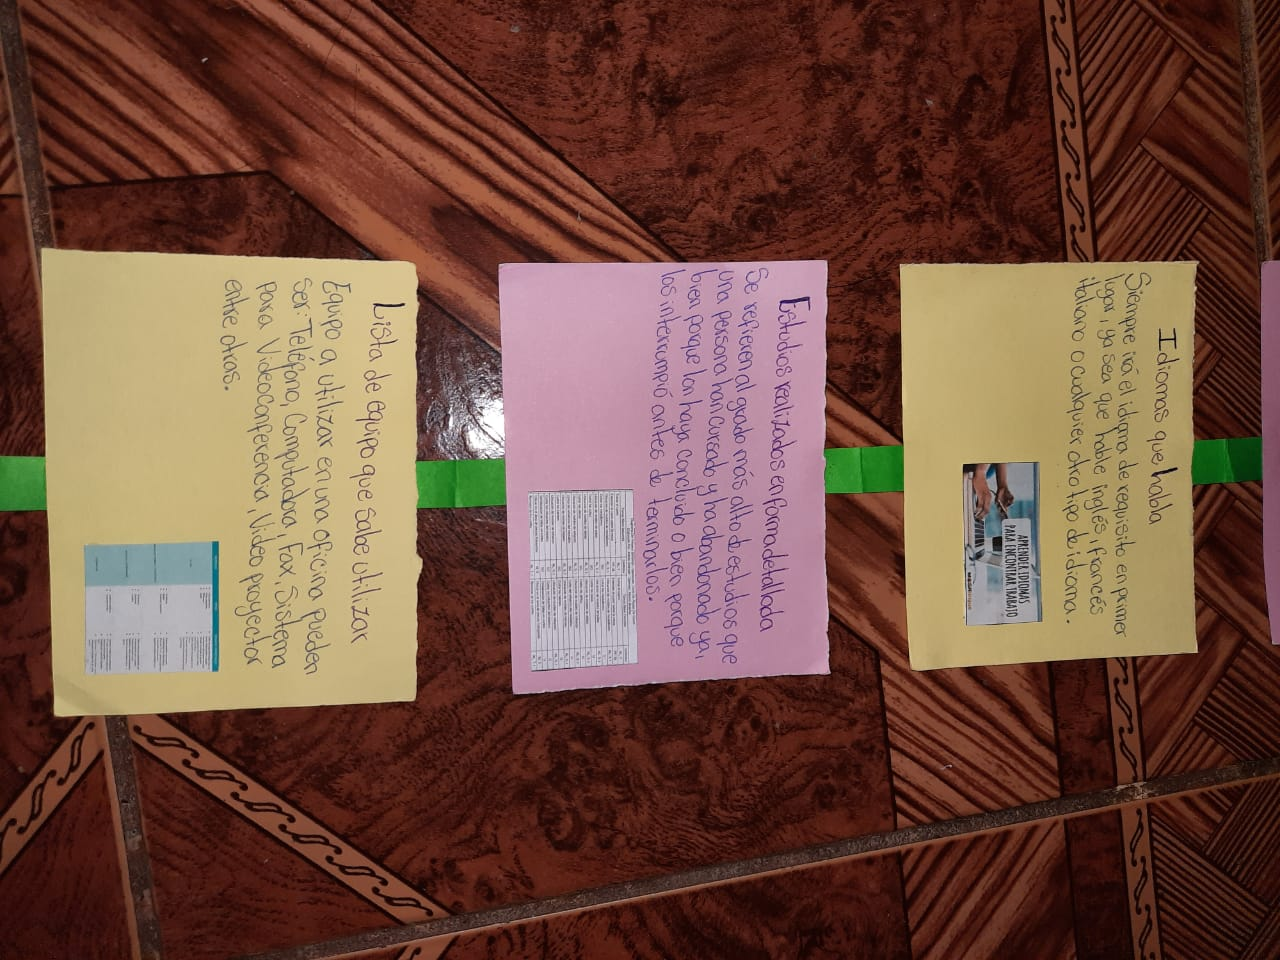 Idiomas que habla
Siempre irá el idioma de requisito en primer
lugar, ya sea que hable inglés, francés
italiano o cualquier otro tipo de idioma.
APRENDER IDIOMAS
PARA ENCONTRAR TRABAJO
Estudios realizados en forma detallada
Se refieren al grado más alto de estudios que
una persona han cursado y ha abandonado ya,
bien porque los haya concluido o bien porque
los interrumpió antes de terminarlos.
Lista de equipo que sabe utilizar
Equipo a utilizar en una oficina pueden
ser: Teléfono, Computadora, Fax, Sistema
para Videoconferencia, Video proyector
entre otras.